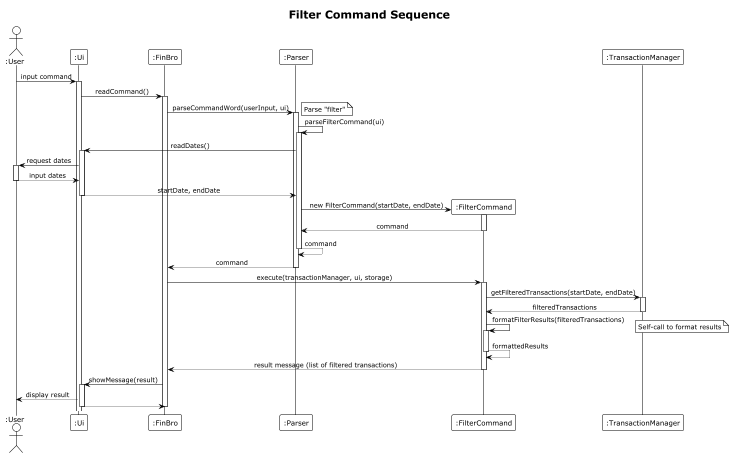 Filter Command Sequence
:User
:Ui
:FinBro
:Parser
:TransactionManager
input command
readCommand()
parseCommandWord(userInput, ui)
Parse "filter"
parseFilterCommand(ui)
readDates()
request dates
input dates
startDate, endDate
new FilterCommand(startDate, endDate)
:FilterCommand
command
command
command
execute(transactionManager, ui, storage)
getFilteredTransactions(startDate, endDate)
filteredTransactions
formatFilterResults(filteredTransactions)
Self-call to format results
formattedResults
result message (list of filtered transactions)
showMessage(result)
display result
:User
:Ui
:FinBro
:Parser
:FilterCommand
:TransactionManager